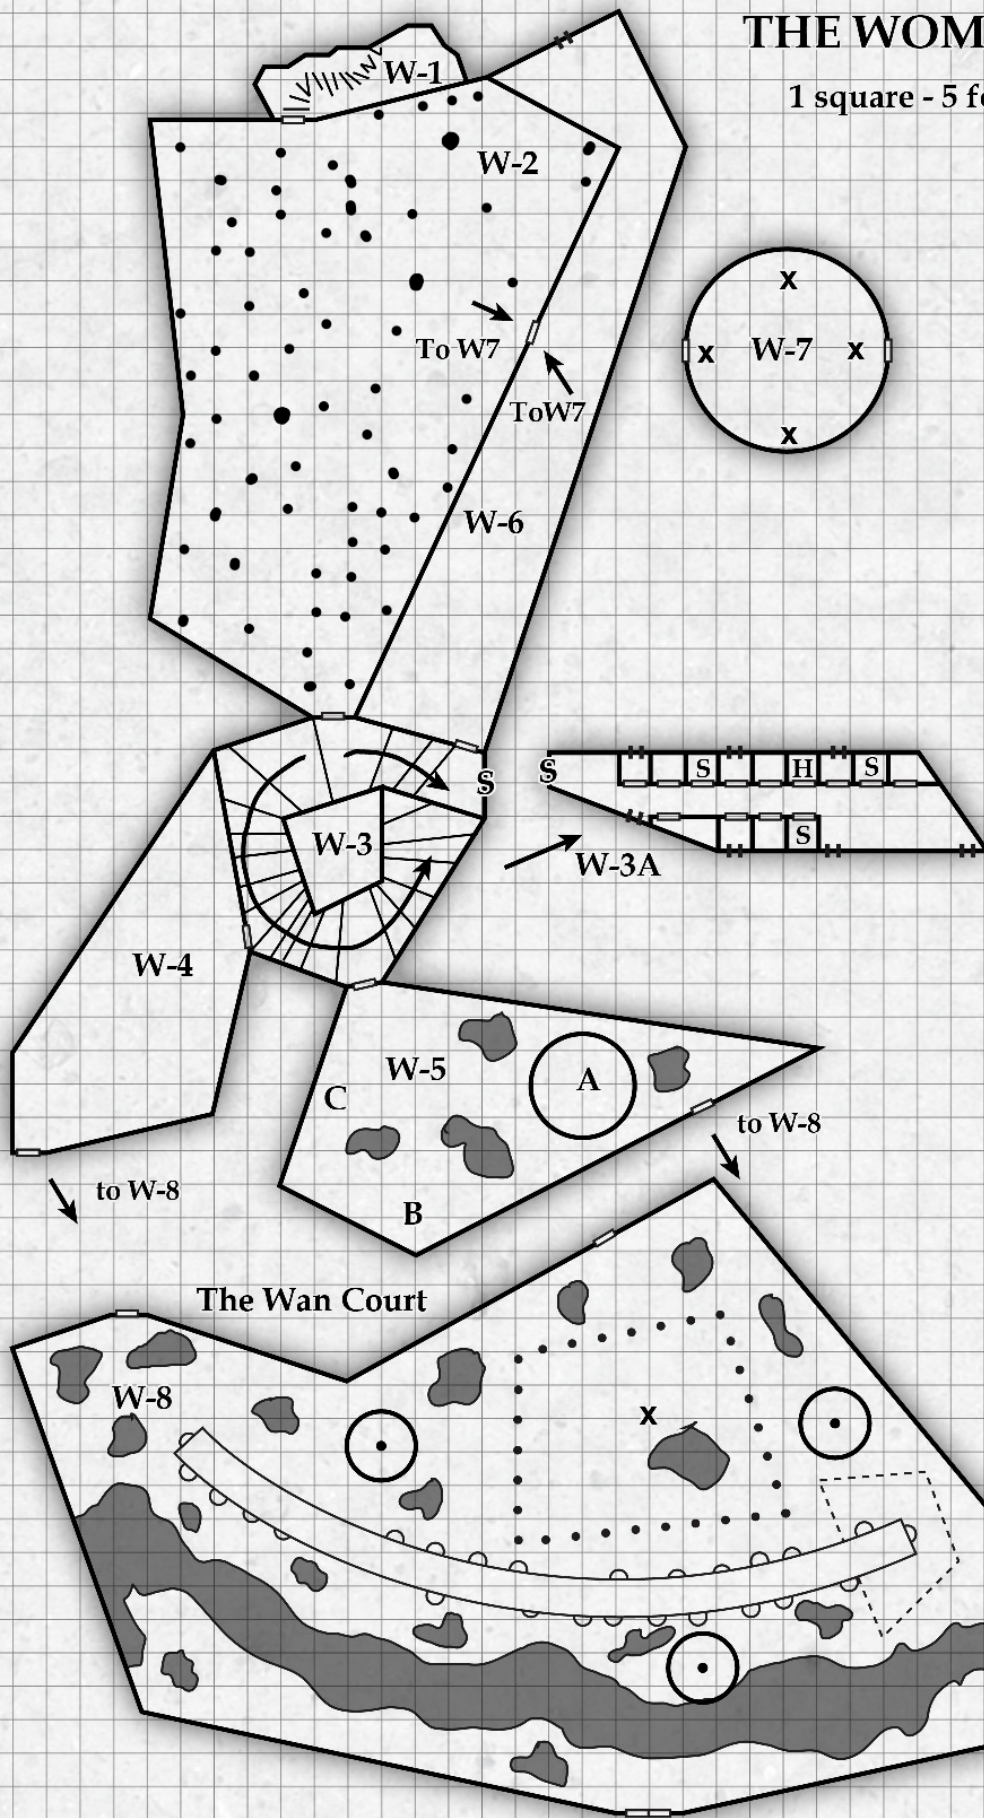 THE WOM
1 square - 5 fe
W-1
W-2
To W7
ToW7
W-6
x
x W-7 x
x
S
W-3
S
S H S
S
W-3A
W-4
W-5
A
C
B
to W-8
to W-8
The Wan Court
W-8
x